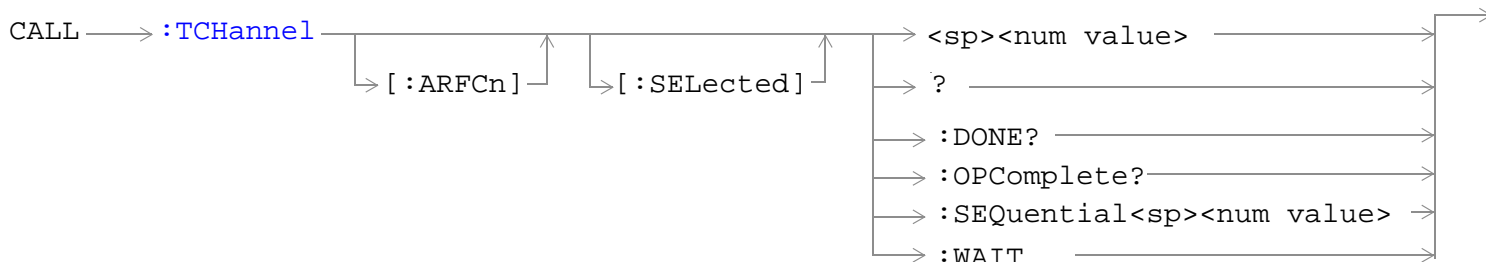 CALL :TCHannel <sp><num value>
[:ARFCn] [:SELected] ?
:DONE?
:OPComplete?
:SEQuential<sp><num value>
:WAIT